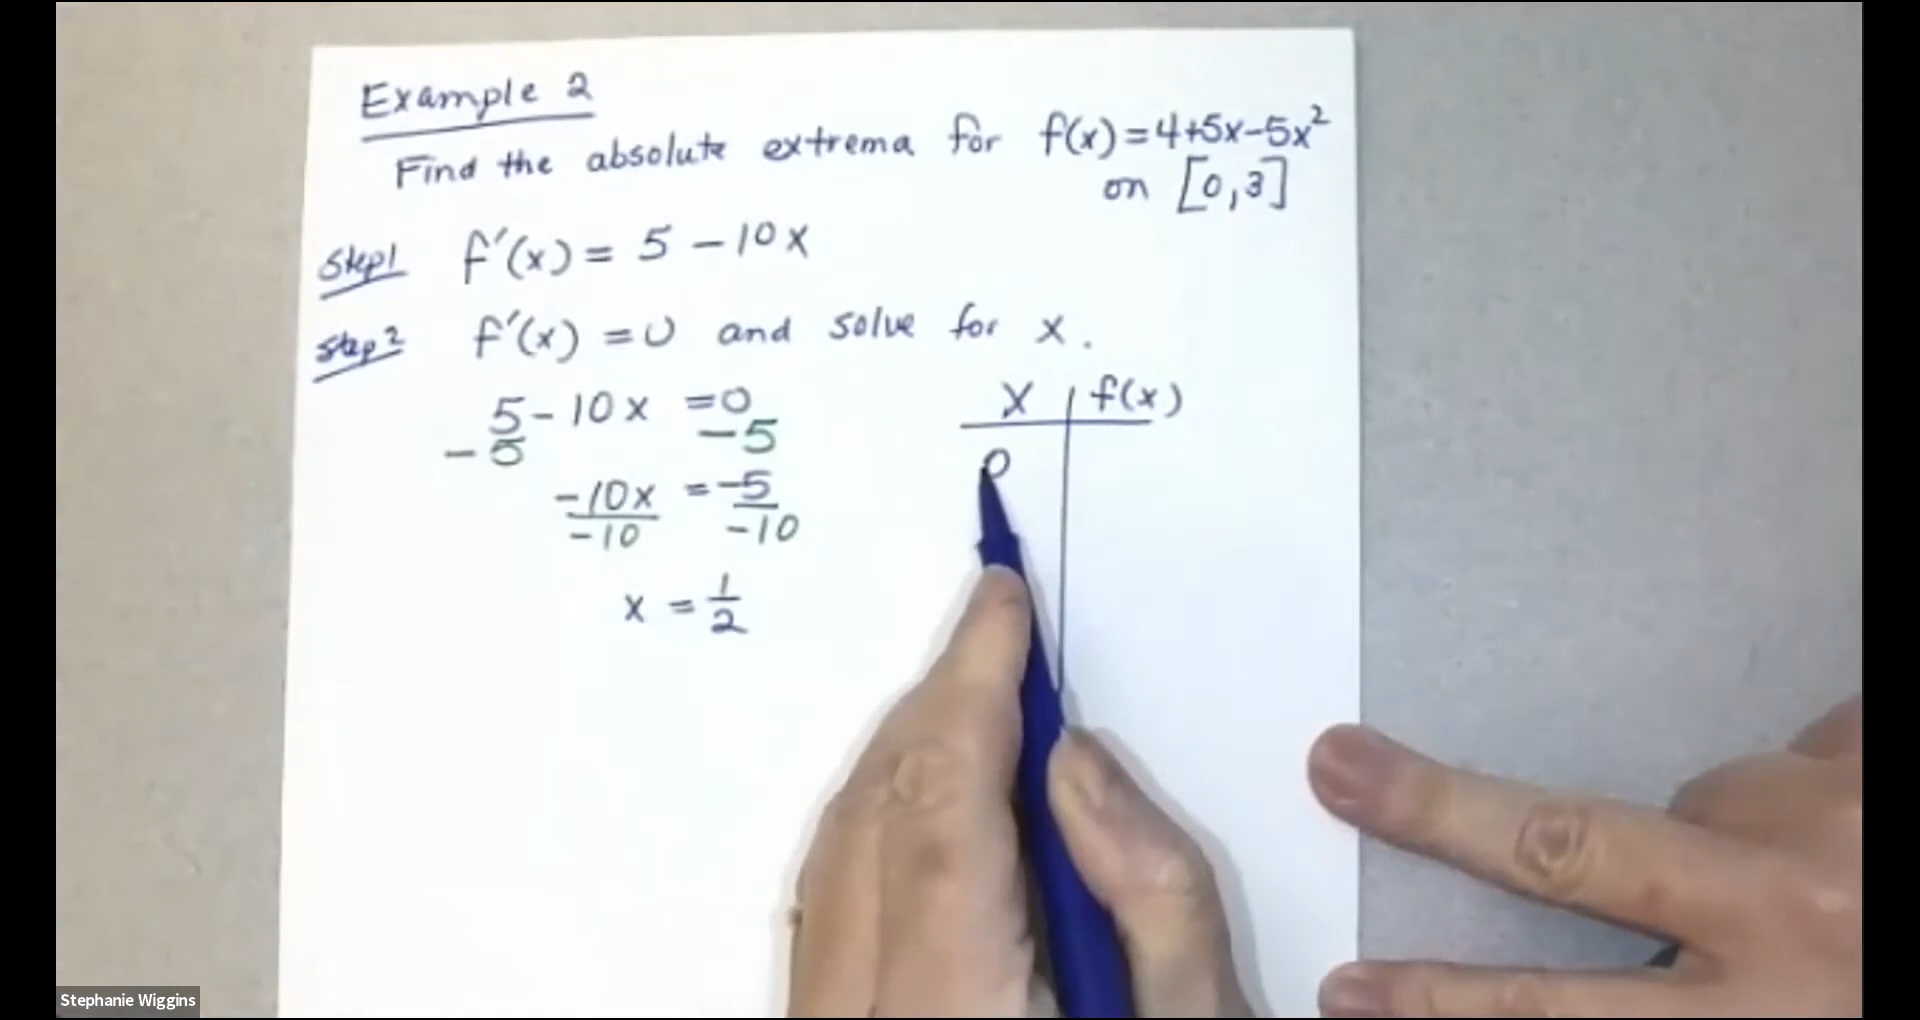 Example 2
Find the absolute extrema for f(x)=4+5x-5x²
on [0,3]
Step1 f'(x) = 5 - 10x
Step2 f'(x) = 0 and solve for x.
5 - 10x = 0
- 5 - 5
-10x = -5
-10 -10
x = 1/2
x f(x)
0
Stephanie Wiggins